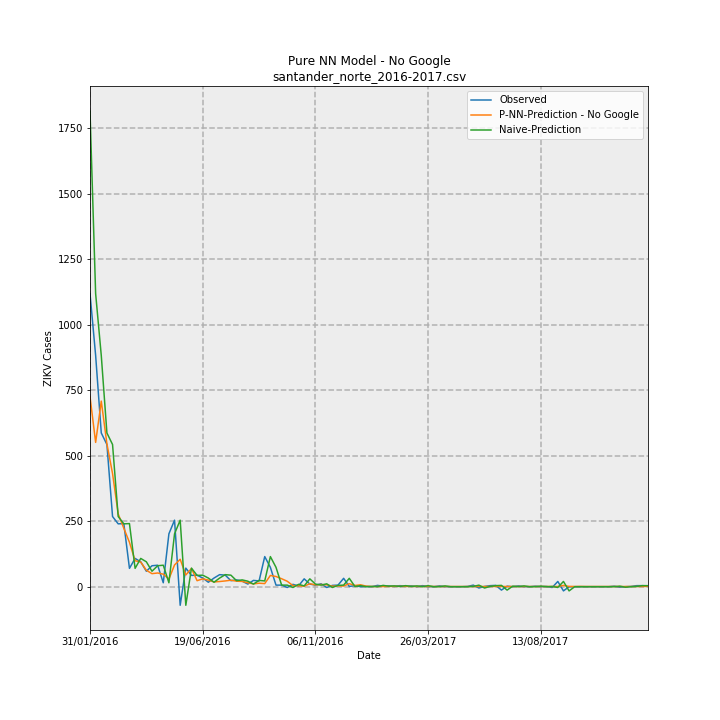 Pure NN Model - No Google
santander_norte_2016-2017.csv
Observed
P-NN-Prediction - No Google
Naive-Prediction
ZIKV Cases
1750
1500
1250
1000
750
500
250
0
31/01/2016
19/06/2016
06/11/2016
26/03/2017
13/08/2017
Date